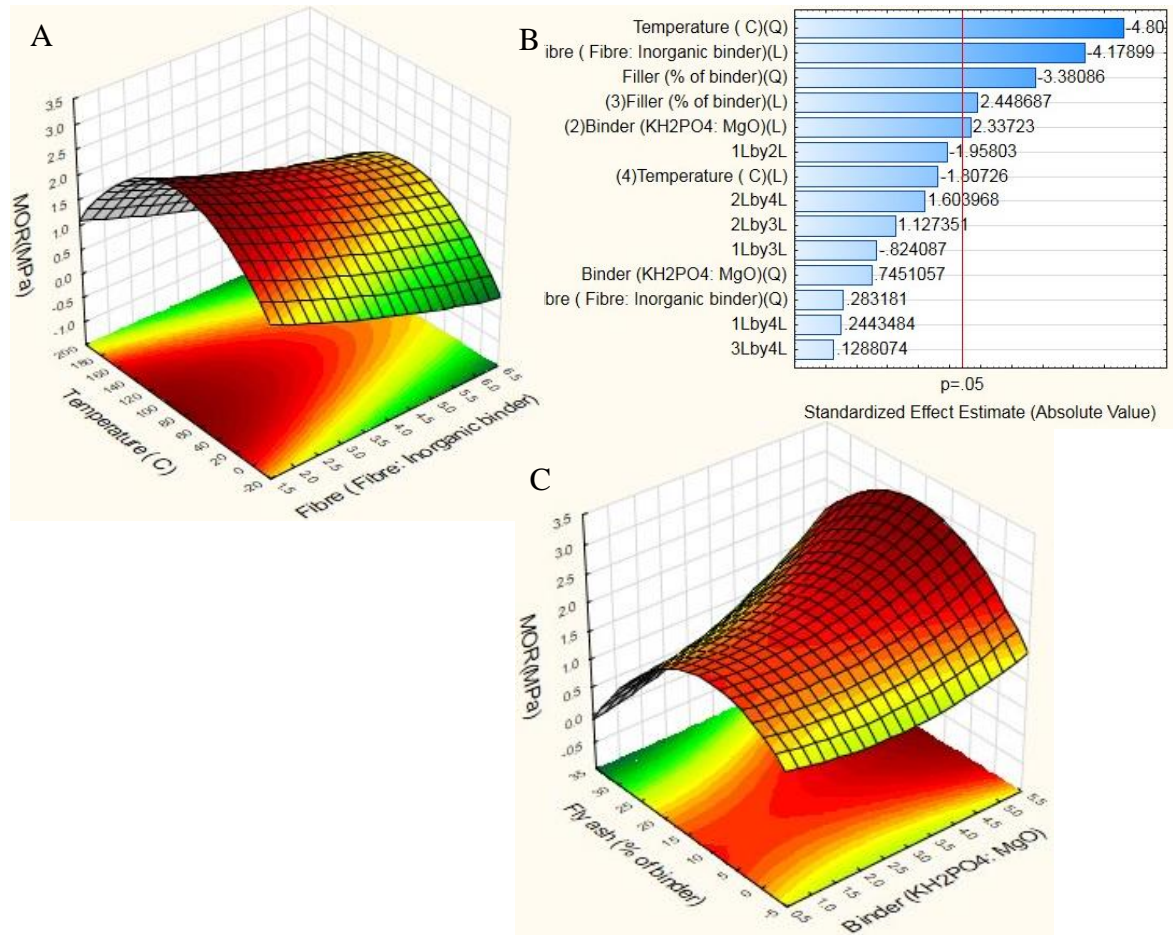 A
3.5
3.0
2.5
2.0
1.5
1.0
0.5
0.0
-0.5
-1.0
MOR(MPa)
200
180
160
140
120
100
80
60
40
20
0
-20
Temperature ( C)
1.5
2.0
2.5
3.0
3.5
4.0
4.5
5.0
5.5
6.0
6.5
Fibre ( Fibre: Inorganic binder)
B
Temperature ( C)(Q) -4.80
ibre ( Fibre: Inorganic binder)(L) -4.17899
Filler (% of binder)(Q) -3.38086
(3)Filler (% of binder)(L) 2.448687
(2)Binder (KH2PO4: MgO)(L) 2.33723
1Lby2L -1.95803
(4)Temperature ( C)(L) -1.80726
2Lby4L 1.603968
2Lby3L 1.127351
1Lby3L -.824087
Binder (KH2PO4: MgO)(Q) .7451057
ibre ( Fibre: Inorganic binder)(Q) .283181
1Lby4L .2443484
3Lby4L .1288074
p=.05
Standardized Effect Estimate (Absolute Value)
C
3.5
3.0
2.5
2.0
1.5
1.0
0.5
0.0
-0.5
MOR(MPa)
35
30
25
20
15
10
5
0
-5
Fly ash (% of binder)
0.5
1.0
1.5
2.0
2.5
3.0
3.5
4.0
4.5
5.0
5.5
Binder (KH2PO4: MgO)